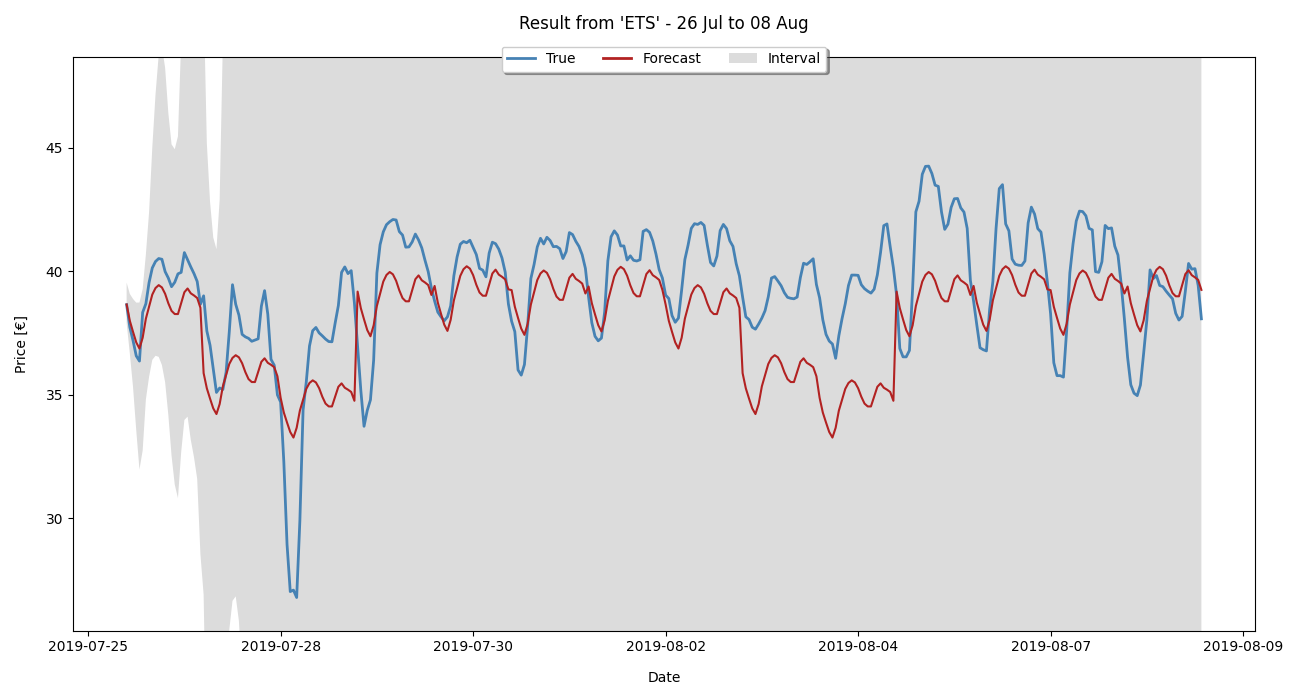 Result from 'ETS' - 26 Jul to 08 Aug
True Forecast Interval
45
40
35
30
Price [€]
2019-07-25 2019-07-28 2019-07-30 2019-08-02 2019-08-04 2019-08-07 2019-08-09
Date